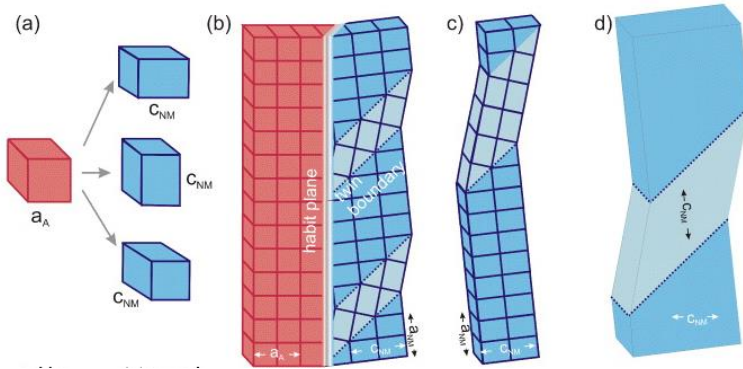 (a)
a_A
c_NM
c_NM
c_NM
(b)
habit plane
twin boundary
a_A
c_NM
a_NM
c)
a_NM
c_NM
d)
c_NM
c_NM